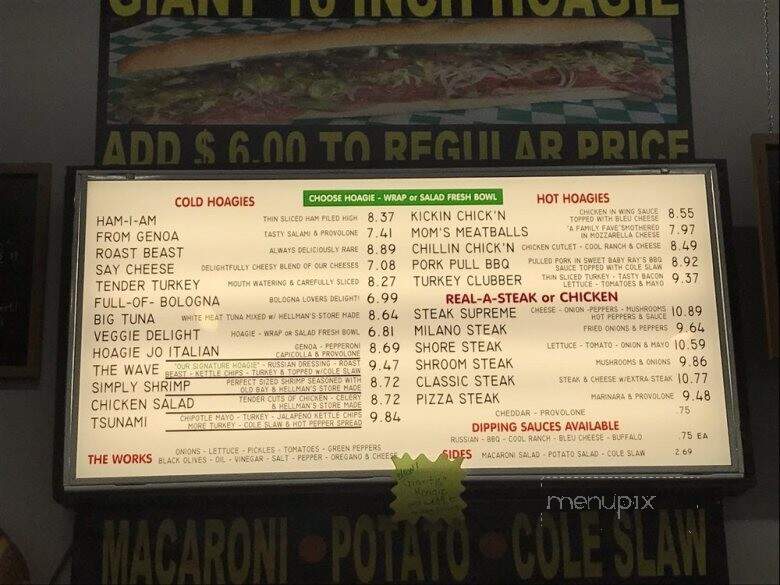 GIANT 16 INCH HOAGIE
ADD $ 6.00 TO REGULAR PRICE
CHOOSE HOAGIE - WRAP or SALAD FRESH BOWL
COLD HOAGIES
HAM-I-AM THIN SLICED HAM PILED HIGH 8.37
FROM GENOA TASTY SALAMI & PROVOLONE 7.41
ROAST BEAST ALWAYS DELICIOUSLY RARE 8.89
SAY CHEESE DELIGHTFULLY CHEESY BLEND OF OUR CHEESES 7.08
TENDER TURKEY MOUTH WATERING & CAREFULLY SLICED 8.27
FULL-OF- BOLOGNA BOLOGNA LOVERS DELIGHT! 6.99
BIG TUNA WHITE MEAT TUNA MIXED W/ HELLMAN'S STORE MADE 8.64
VEGGIE DELIGHT HOAGIE - WRAP OR SALAD FRESH BOWL 6.81
HOAGIE JO ITALIAN GENOA - PEPPERONI 8.69
CAPICOLLA & PROVOLONE
THE WAVE "OUR SIGNATURE HOAGIE" - RUSSIAN DRESSING - ROAST 9.47
BEAST - KETTLE CHIPS - TURKEY & TOPPED W/COLE SLAW
SIMPLY SHRIMP PERFECT SIZED SHRIMP SEASONED WITH 8.72
OLD BAY & HELLMAN'S STORE MADE
CHICKEN SALAD TENDER CUTS OF CHICKEN - CELERY 8.72
& HELLMAN'S STORE MADE
TSUNAMI CHIPOTLE MAYO - TURKEY - JALAPENO KETTLE CHIPS 9.84
MORE TURKEY - COLE SLAW & HOT PEPPER SPREAD
THE WORKS ONIONS - LETTUCE - PICKLES - TOMATOES - GREEN PEPPERS
BLACK OLIVES - OIL - VINEGAR - SALT - PEPPER - OREGANO & CHEESE
HOT HOAGIES
KICKIN CHICK'N CHICKEN IN WING SAUCE 8.55
TOPPED WITH BLEU CHEESE
MOM'S MEATBALLS "A FAMILY FAVE"SMOTHERED 7.97
IN MOZZARELLA CHEESE
CHILLIN CHICK'N CHICKEN CUTLET - COOL RANCH & CHEESE 8.49
PORK PULL BBQ PULLED PORK IN SWEET BABY RAY'S BBQ 8.92
SAUCE TOPPED WITH COLE SLAW
TURKEY CLUBBER THIN SLICED TURKEY - TASTY BACON 9.37
LETTUCE - TOMATOES & MAYO
REAL-A-STEAK or CHICKEN
STEAK SUPREME CHEESE - ONION -PEPPERS - MUSHROOMS 10.89
HOT PEPPERS & SAUCE
MILANO STEAK FRIED ONIONS & PEPPERS 9.64
SHORE STEAK LETTUCE - TOMATO - ONION & MAYO 10.59
SHROOM STEAK MUSHROOMS & ONIONS 9.86
CLASSIC STEAK STEAK & CHEESE W/EXTRA STEAK 10.77
PIZZA STEAK MARINARA & PROVOLONE 9.48
CHEDDAR - PROVOLONE .75
DIPPING SAUCES AVAILABLE
RUSSIAN - BBQ - COOL RANCH - BLEU CHEESE - BUFFALO .75 EA
SIDES MACARONI SALAD - POTATO SALAD - COLE SLAW 2.69
MACARONI • POTATO • COLE SLAW
menupix